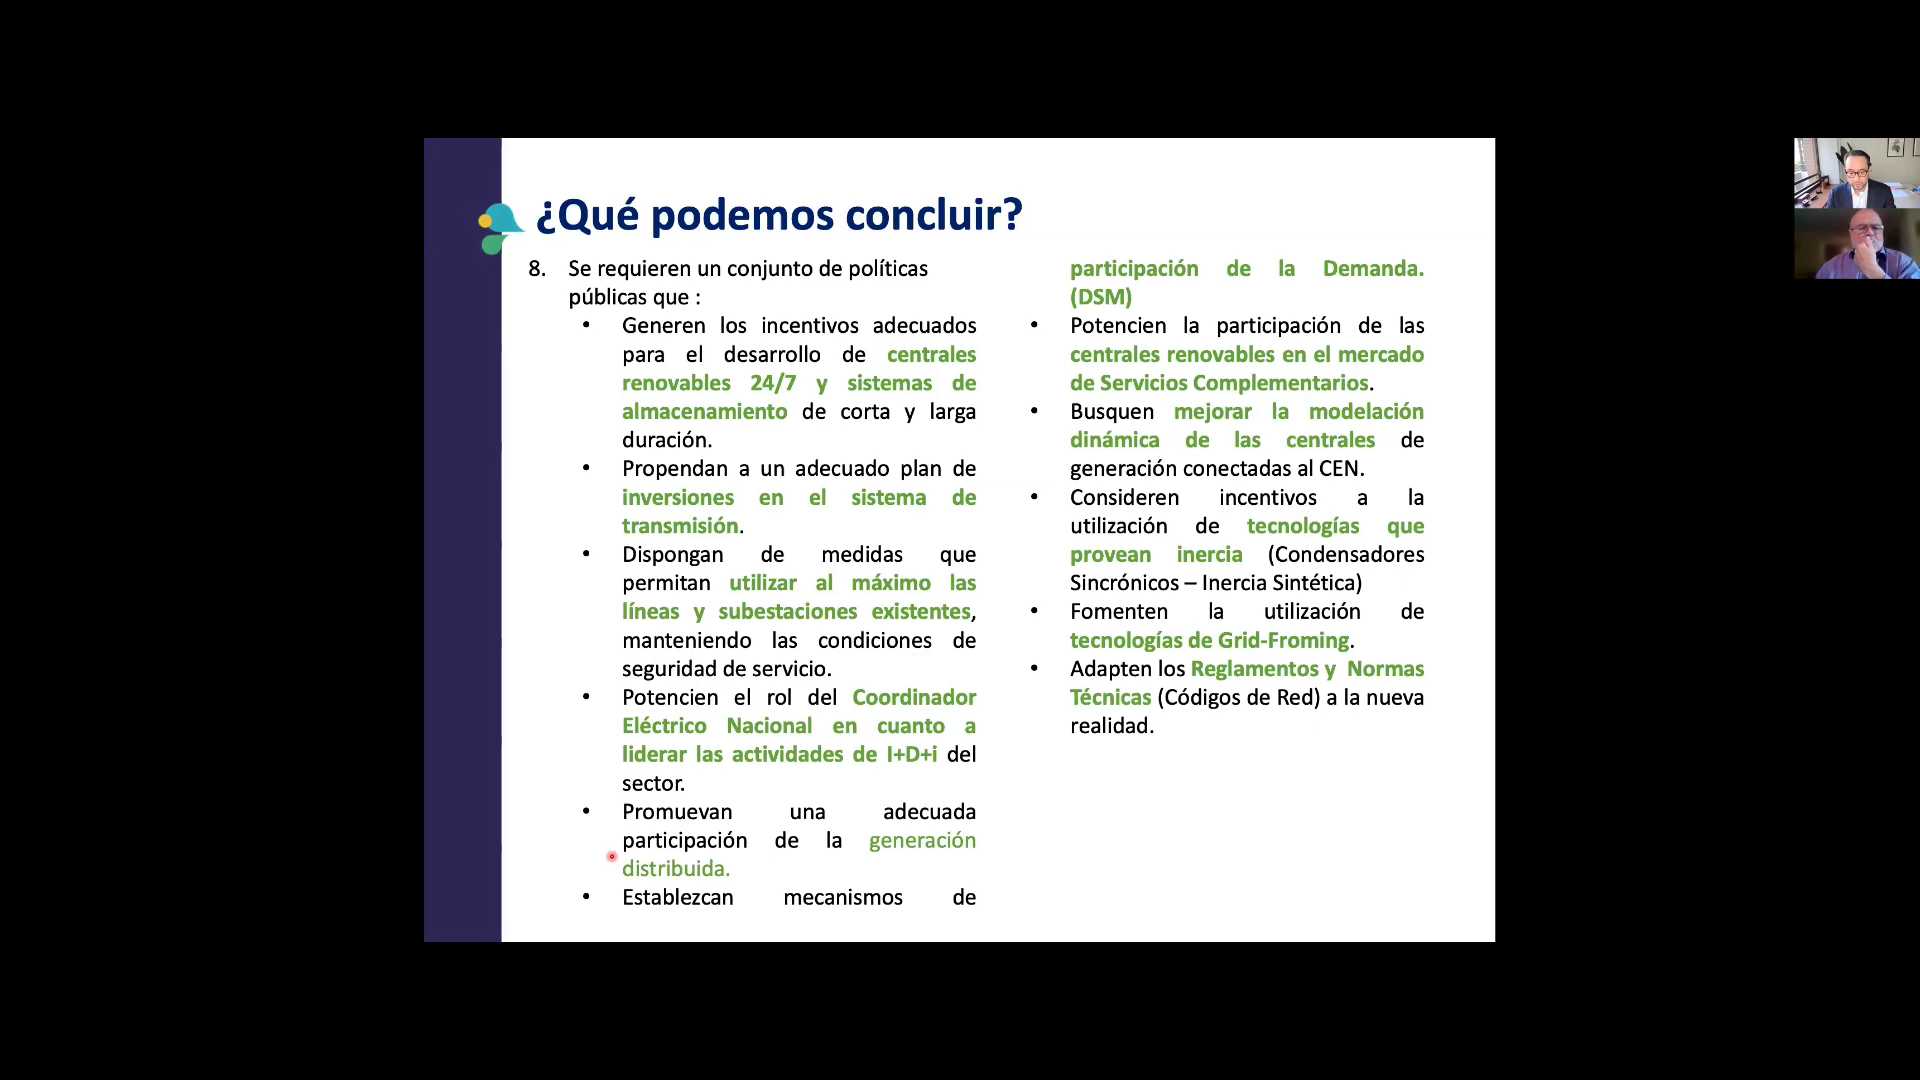 ¿Qué podemos concluir?
8. Se requieren un conjunto de políticas
públicas que :
• Generen los incentivos adecuados
para el desarrollo de centrales
renovables 24/7 y sistemas de
almacenamiento de corta y larga
duración.
• Propendan a un adecuado plan de
inversiones en el sistema de
transmisión.
• Dispongan de medidas que
permitan utilizar al máximo las
líneas y subestaciones existentes,
manteniendo las condiciones de
seguridad de servicio.
• Potencien el rol del Coordinador
Eléctrico Nacional en cuanto a
liderar las actividades de I+D+i del
sector.
• Promuevan una adecuada
participación de la generación
distribuida.
• Establezcan mecanismos de
participación de la Demanda.
(DSM)
• Potencien la participación de las
centrales renovables en el mercado
de Servicios Complementarios.
• Busquen mejorar la modelación
dinámica de las centrales de
generación conectadas al CEN.
• Consideren incentivos a la
utilización de tecnologías que
provean inercia (Condensadores
Sincrónicos – Inercia Sintética)
• Fomenten la utilización de
tecnologías de Grid-Froming.
• Adapten los Reglamentos y Normas
Técnicas (Códigos de Red) a la nueva
realidad.